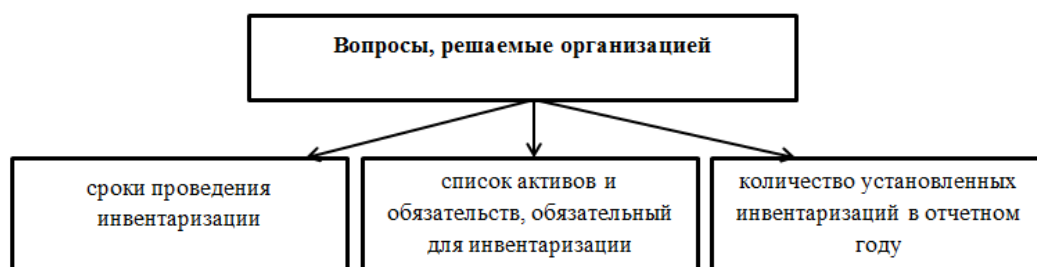 Вопросы, решаемые организацией
сроки проведения
инвентаризации
список активов и
обязательств, обязательный
для инвентаризации
количество установленных
инвентаризаций в отчетном
году